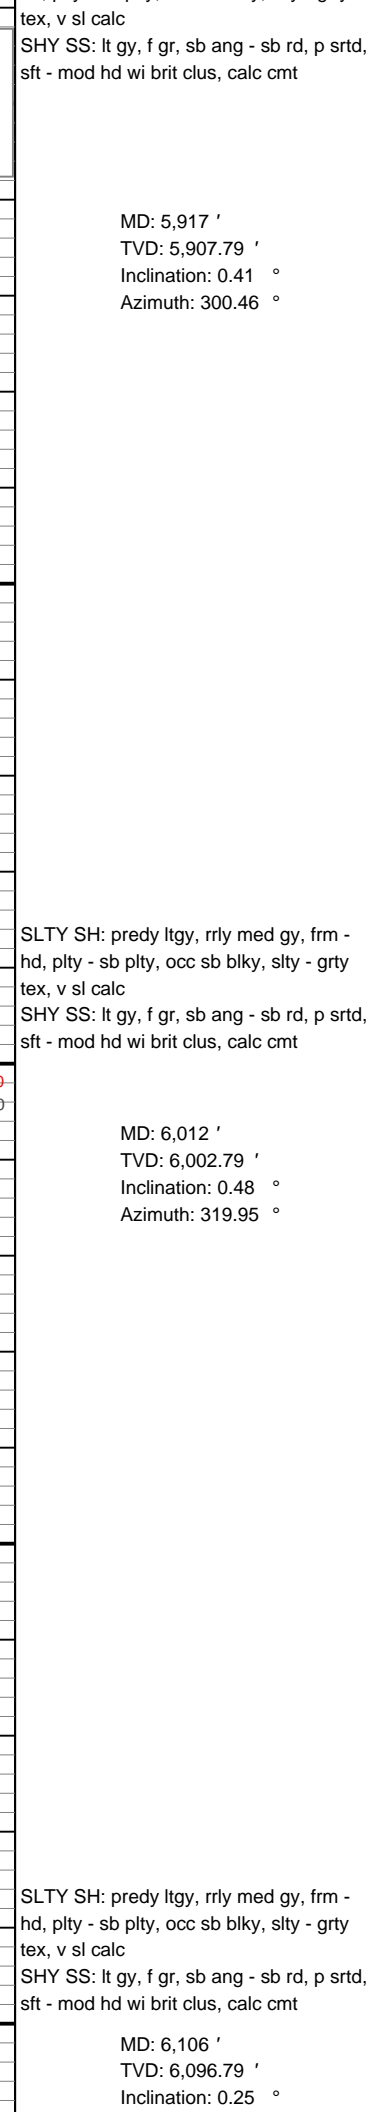 tex, v sl calc
SHY SS: lt gy, f gr, sb ang - sb rd, p srtd,
sft - mod hd wi brit clus, calc cmt
MD: 5,917 '
TVD: 5,907.79 '
Inclination: 0.41 °
Azimuth: 300.46 °
SLTY SH: predy ltgy, rrly med gy, frm -
hd, plty - sb plty, occ sb blky, slty - grty
tex, v sl calc
SHY SS: lt gy, f gr, sb ang - sb rd, p srtd,
sft - mod hd wi brit clus, calc cmt
0
0
MD: 6,012 '
TVD: 6,002.79 '
Inclination: 0.48 °
Azimuth: 319.95 °
SLTY SH: predy ltgy, rrly med gy, frm -
hd, plty - sb plty, occ sb blky, slty - grty
tex, v sl calc
SHY SS: lt gy, f gr, sb ang - sb rd, p srtd,
sft - mod hd wi brit clus, calc cmt
MD: 6,106 '
TVD: 6,096.79 '
Inclination: 0.25 °